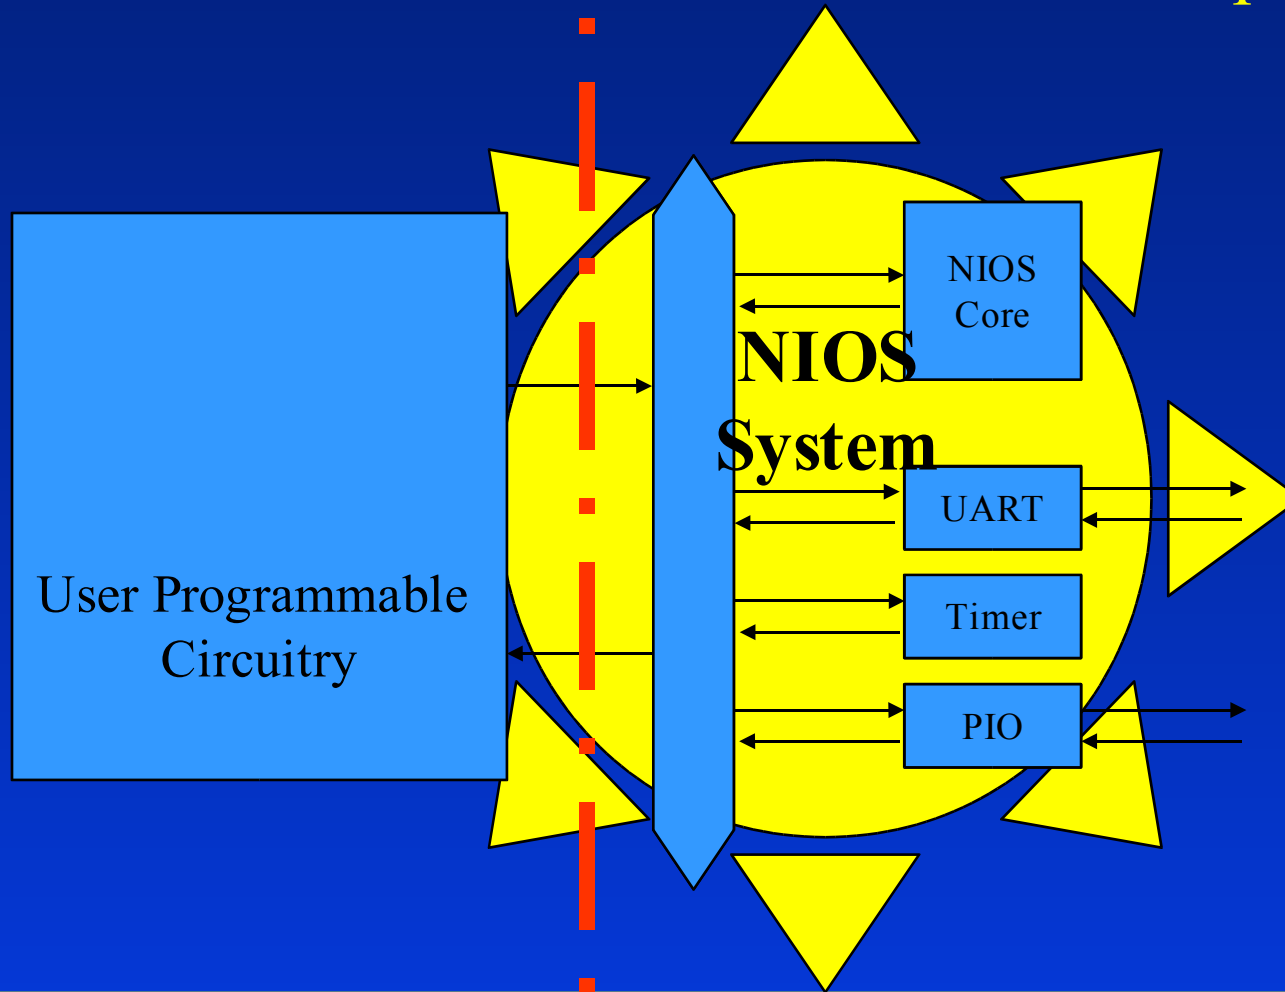 NIOS
Core
NIOS
System
UART
Timer
PIO
User Programmable
Circuitry